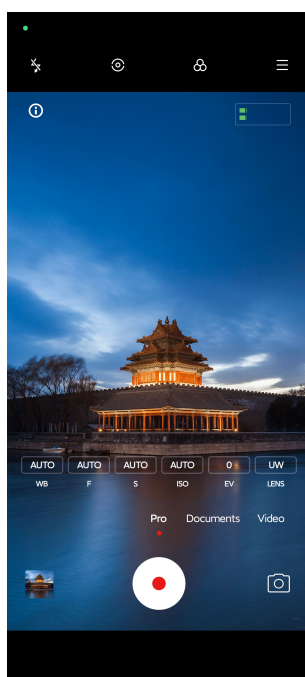 AUTO AUTO AUTO AUTO 0 UW
WB F S ISO EV LENS
Pro Documents Video